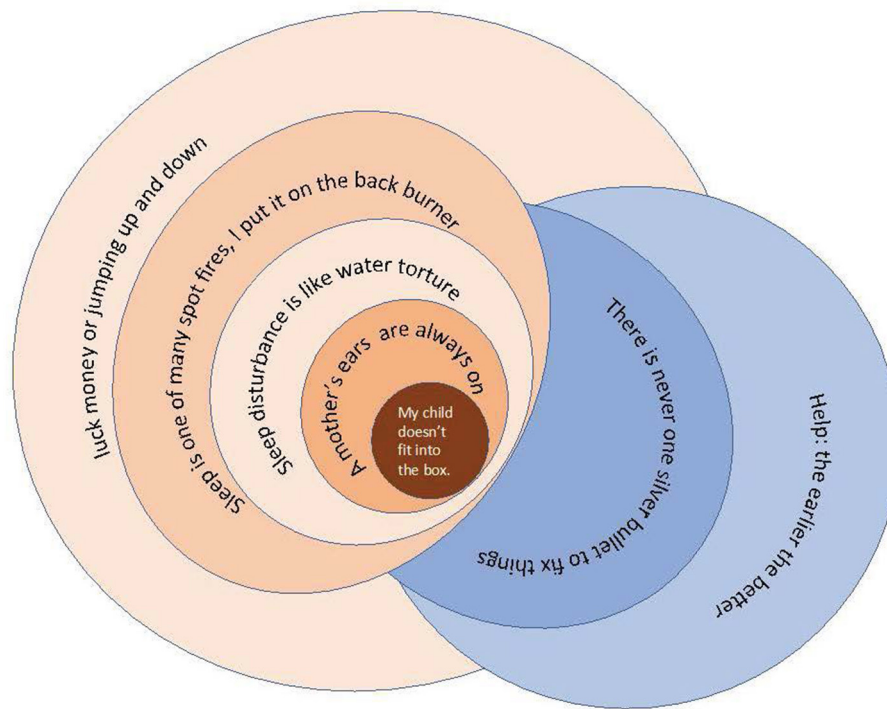 luck money or jumping up and down
Sleep is one of many spot fires, I put it on the back burner
Sleep disturbance is like water torture
A mother's ears are always on
My child
doesn't
fit into
the box.
There is never one silver bullet to fix things
Help: the earlier the better